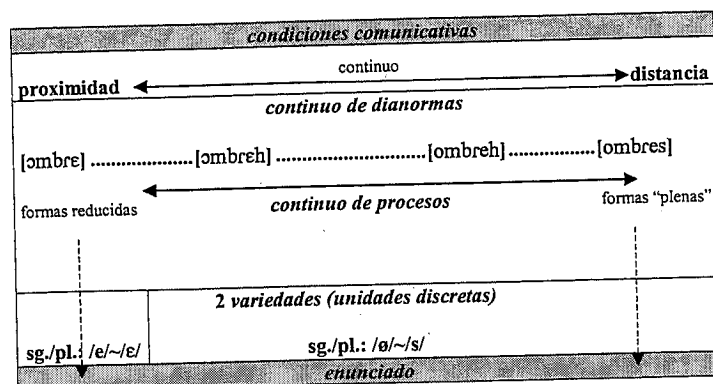 condiciones comunicativas
continuo
proximidad distancia
continuo de dianormas
[ɔmbrɛ] .................... [ɔmbrɛh] ............................. [ombreh] ................ [ombres]
formas reducidas continuo de procesos formas "plenas"
2 variedades (unidades discretas)
sg./pl.: /e/~/ɛ/ sg./pl.: /ø/~/s/
enunciado